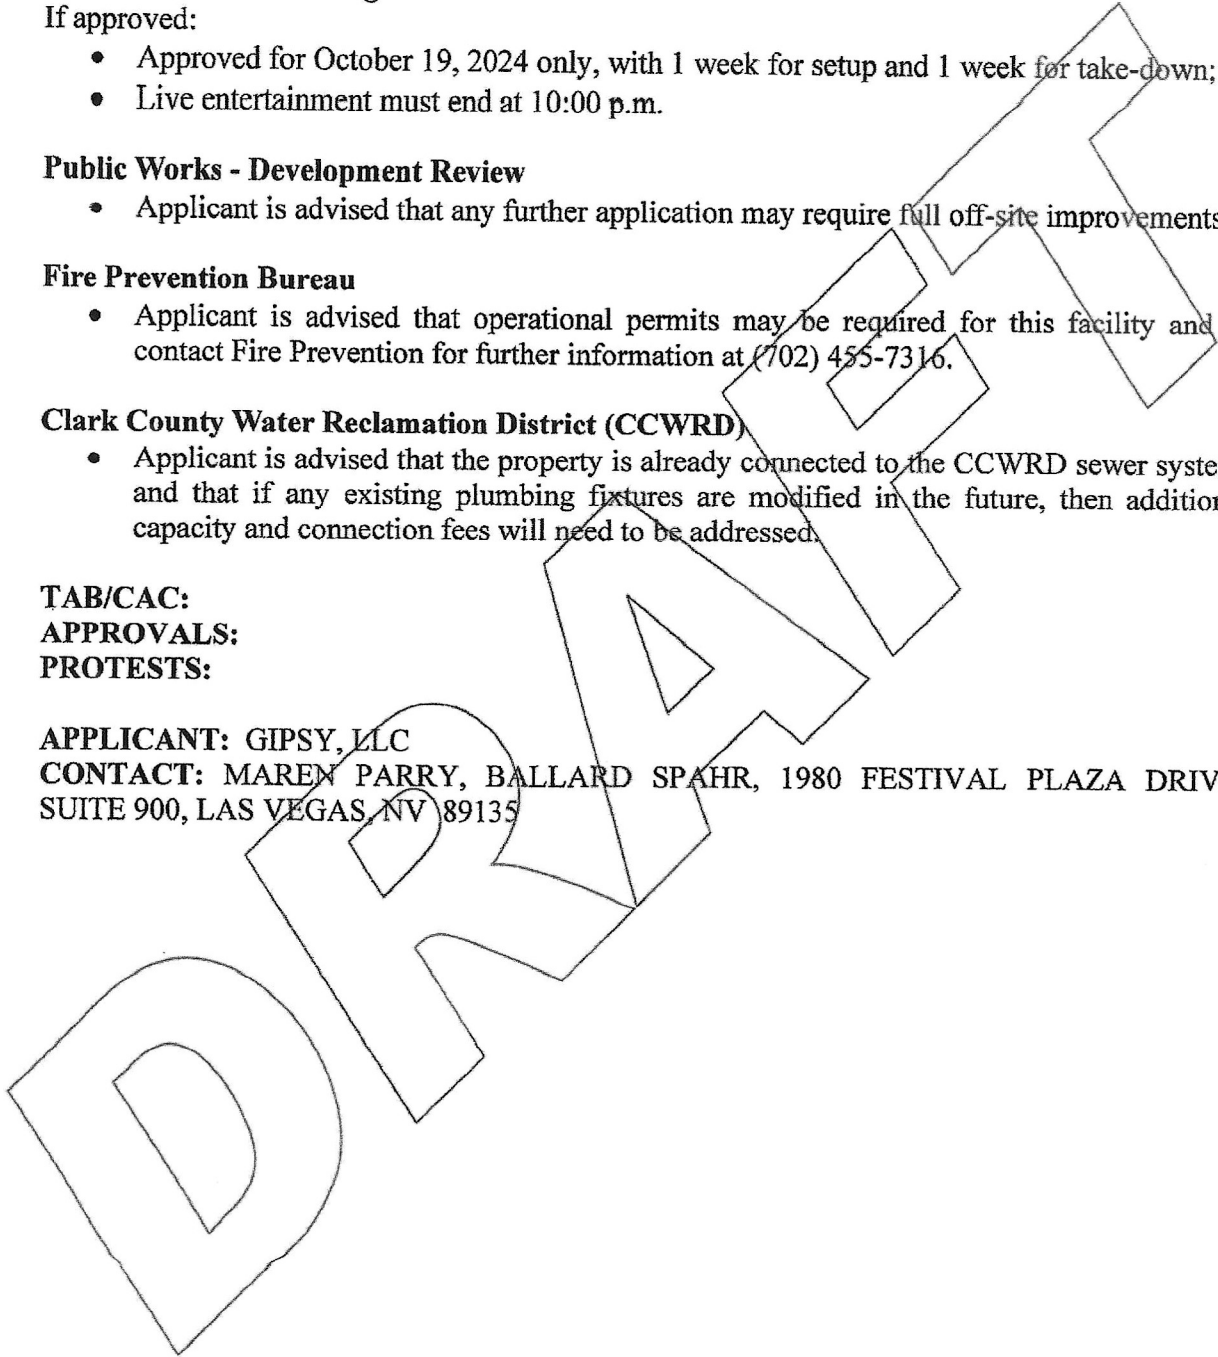 If approved:
• Approved for October 19, 2024 only, with 1 week for setup and 1 week for take-down;
• Live entertainment must end at 10:00 p.m.
Public Works - Development Review
• Applicant is advised that any further application may require full off-site improvements
Fire Prevention Bureau
• Applicant is advised that operational permits may be required for this facility and
contact Fire Prevention for further information at (702) 455-7316.
Clark County Water Reclamation District (CCWRD)
• Applicant is advised that the property is already connected to the CCWRD sewer syste
and that if any existing plumbing fixtures are modified in the future, then addition
capacity and connection fees will need to be addressed.
TAB/CAC:
APPROVALS:
PROTESTS:
APPLICANT: GIPSY, LLC
CONTACT: MAREN PARRY, BALLARD SPAHR, 1980 FESTIVAL PLAZA DRIV
SUITE 900, LAS VEGAS, NV 89135
DRAFT